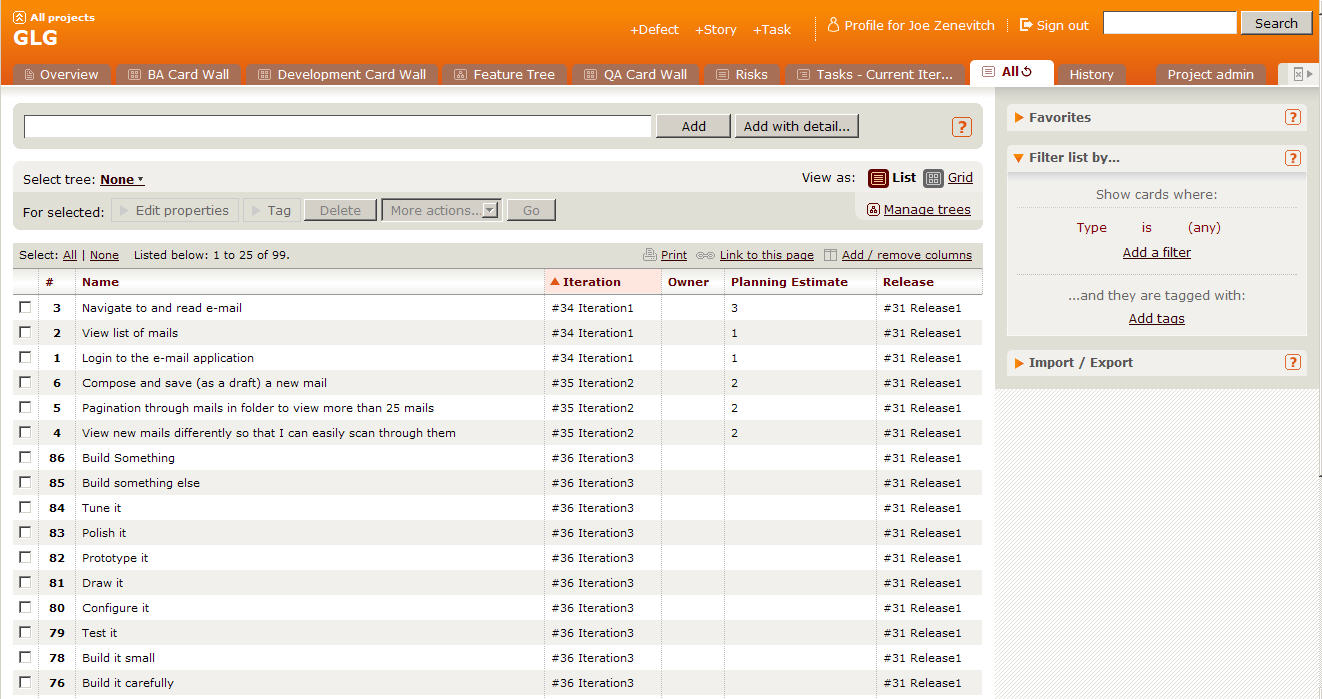 All projects
GLG
+Defect +Story +Task Profile for Joe Zenevitch Sign out Search
Overview BA Card Wall Development Card Wall Feature Tree QA Card Wall Risks Tasks - Current Iter... All History Project admin
Add Add with detail... ?
Select tree: None View as: List Grid
For selected: Edit properties Tag Delete More actions... Go Manage trees
Select: All | None Listed below: 1 to 25 of 99. Print Link to this page Add / remove columns
# Name Iteration Owner Planning Estimate Release
3 Navigate to and read e-mail #34 Iteration1 3 #31 Release1
2 View list of mails #34 Iteration1 1 #31 Release1
1 Login to the e-mail application #34 Iteration1 1 #31 Release1
6 Compose and save (as a draft) a new mail #35 Iteration2 2 #31 Release1
5 Pagination through mails in folder to view more than 25 mails #35 Iteration2 2 #31 Release1
4 View new mails differently so that I can easily scan through them #35 Iteration2 2 #31 Release1
86 Build Something #36 Iteration3 #31 Release1
85 Build something else #36 Iteration3 #31 Release1
84 Tune it #36 Iteration3 #31 Release1
83 Polish it #36 Iteration3 #31 Release1
82 Prototype it #36 Iteration3 #31 Release1
81 Draw it #36 Iteration3 #31 Release1
80 Configure it #36 Iteration3 #31 Release1
79 Test it #36 Iteration3 #31 Release1
78 Build it small #36 Iteration3 #31 Release1
76 Build it carefully #36 Iteration3 #31 Release1
Favorites ?
Filter list by... ?
Show cards where:
Type is (any)
Add a filter
...and they are tagged with:
Add tags
Import / Export ?